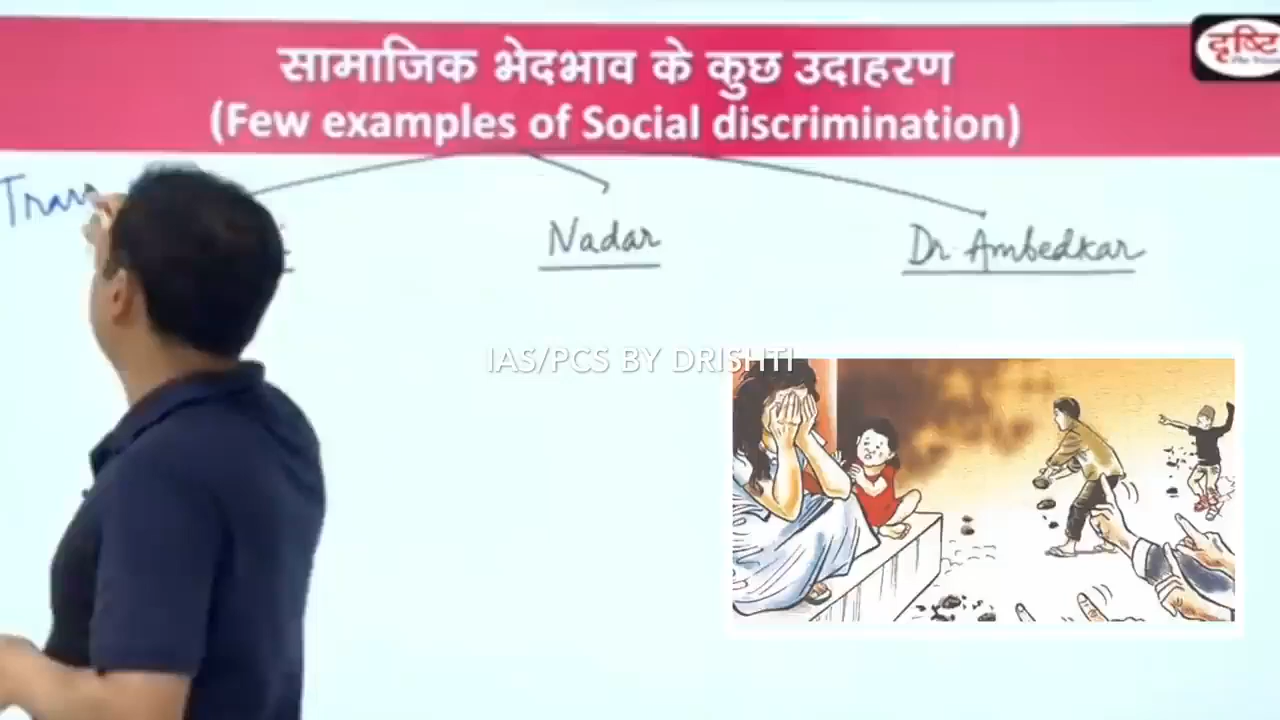 सामाजिक भेदभाव के कुछ उदाहरण
दृष्टि
(Few examples of Social discrimination)
Nadar
Dr. Ambedkar
IAS/PCS BY DRISHTI